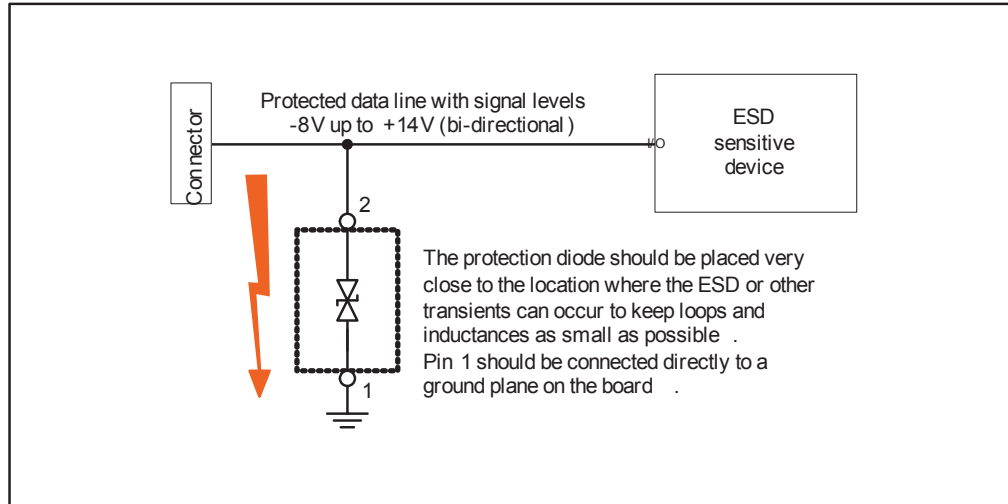 Connector
Protected data line with signal levels
-8V up to +14V (bi-directional)
I/O
ESD
sensitive
device
2
The protection diode should be placed very
close to the location where the ESD or other
transients can occur to keep loops and
inductances as small as possible .
Pin 1 should be connected directly to a
ground plane on the board .
1